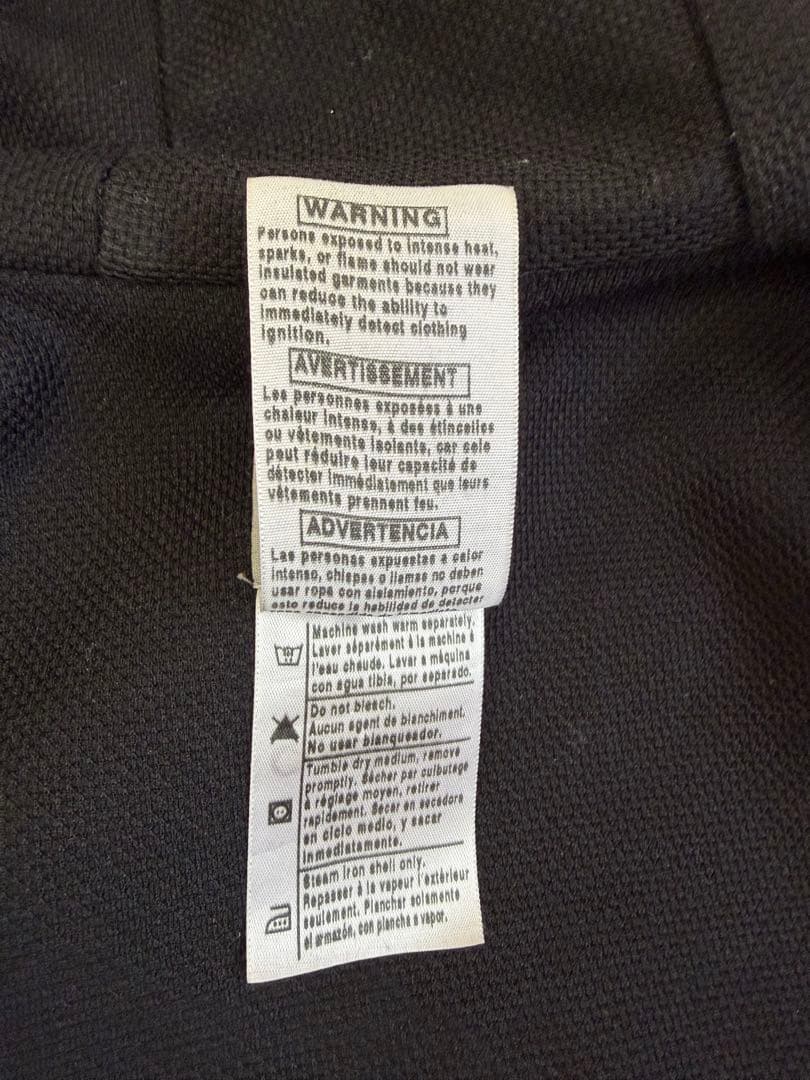 WARNING
Persons exposed to intense heat,
sparks, or flame should not wear
insulated garments because they
can reduce the ability to
immediately detect clothing
ignition.
AVERTISSEMENT
Les personnes exposées à une
chaleur intense, à des étincelles
ou vêtements isolants, car cela
peut réduire leur capacité de
détecter immédiatement que leurs
vêtements prennent feu.
ADVERTENCIA
Las personas expuestas a calor
intenso, chispas o llamas no deben
usar ropa con aislamiento, porque
esto reduce la habilidad de detectar
Machine wash warm separately.
Laver séparément à la machine à
l'eau chaude. Lavar a máquina
con agua tibia, por separado.
Do not bleach.
Aucun agent de blanchiment.
No usar blanqueador.
Tumble dry medium, remove
promptly. Sécher par culbutage
à réglage moyen, retirer
rapidement. Secar en secadora
en ciclo medio, y sacar
inmediatamente.
Steam iron shell only.
Repasser à la vapeur l'extérieur
seulement. Planchar solamente
el armazón, con plancha a vapor.